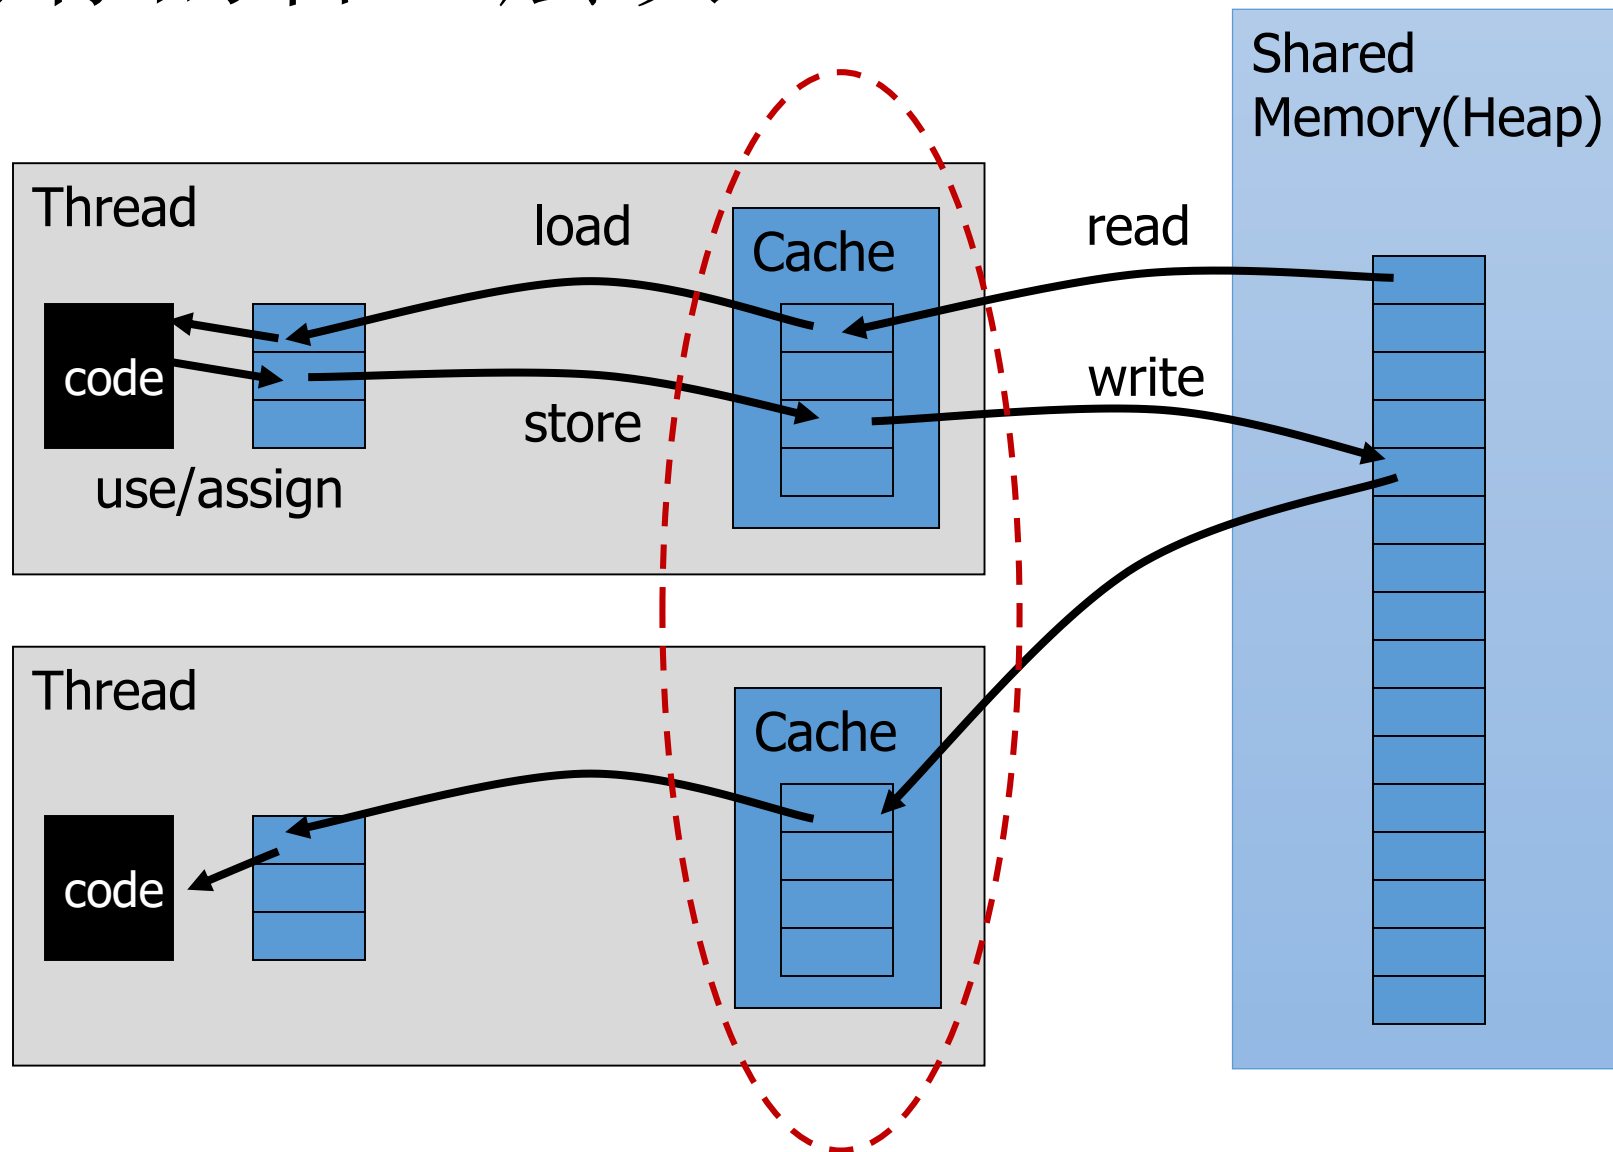 Shared
Memory(Heap)
Thread
load
Cache
read
code
write
store
use/assign
Thread
Cache
code